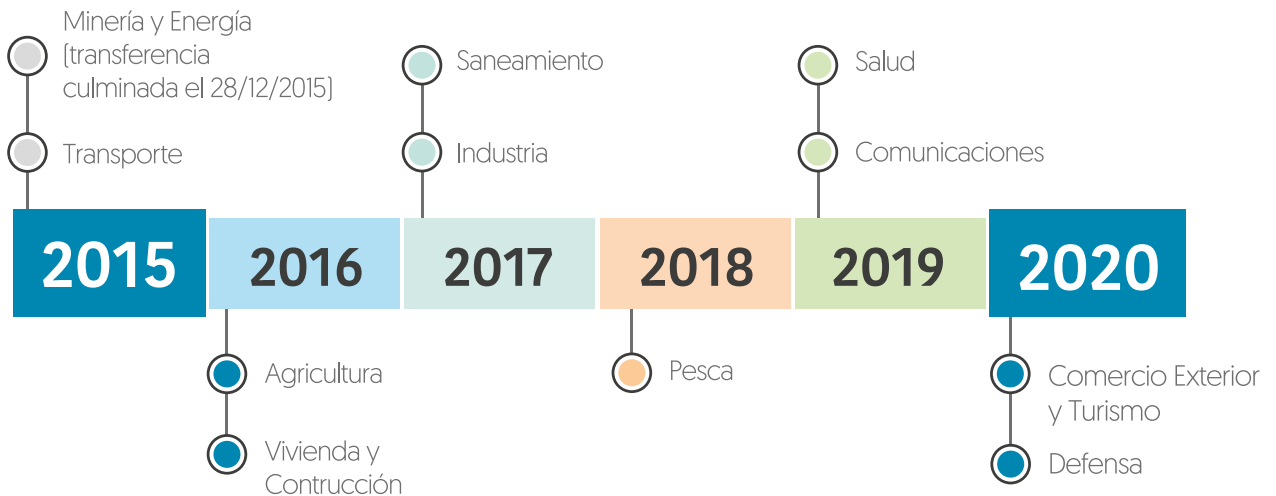 Minería y Energía
(transferencia
culminada el 28/12/2015)
Transporte
Saneamiento
Industria
Salud
Comunicaciones
2015
2016
2017
2018
2019
2020
Agricultura
Vivienda y
Contrucción
Pesca
Comercio Exterior
y Turismo
Defensa